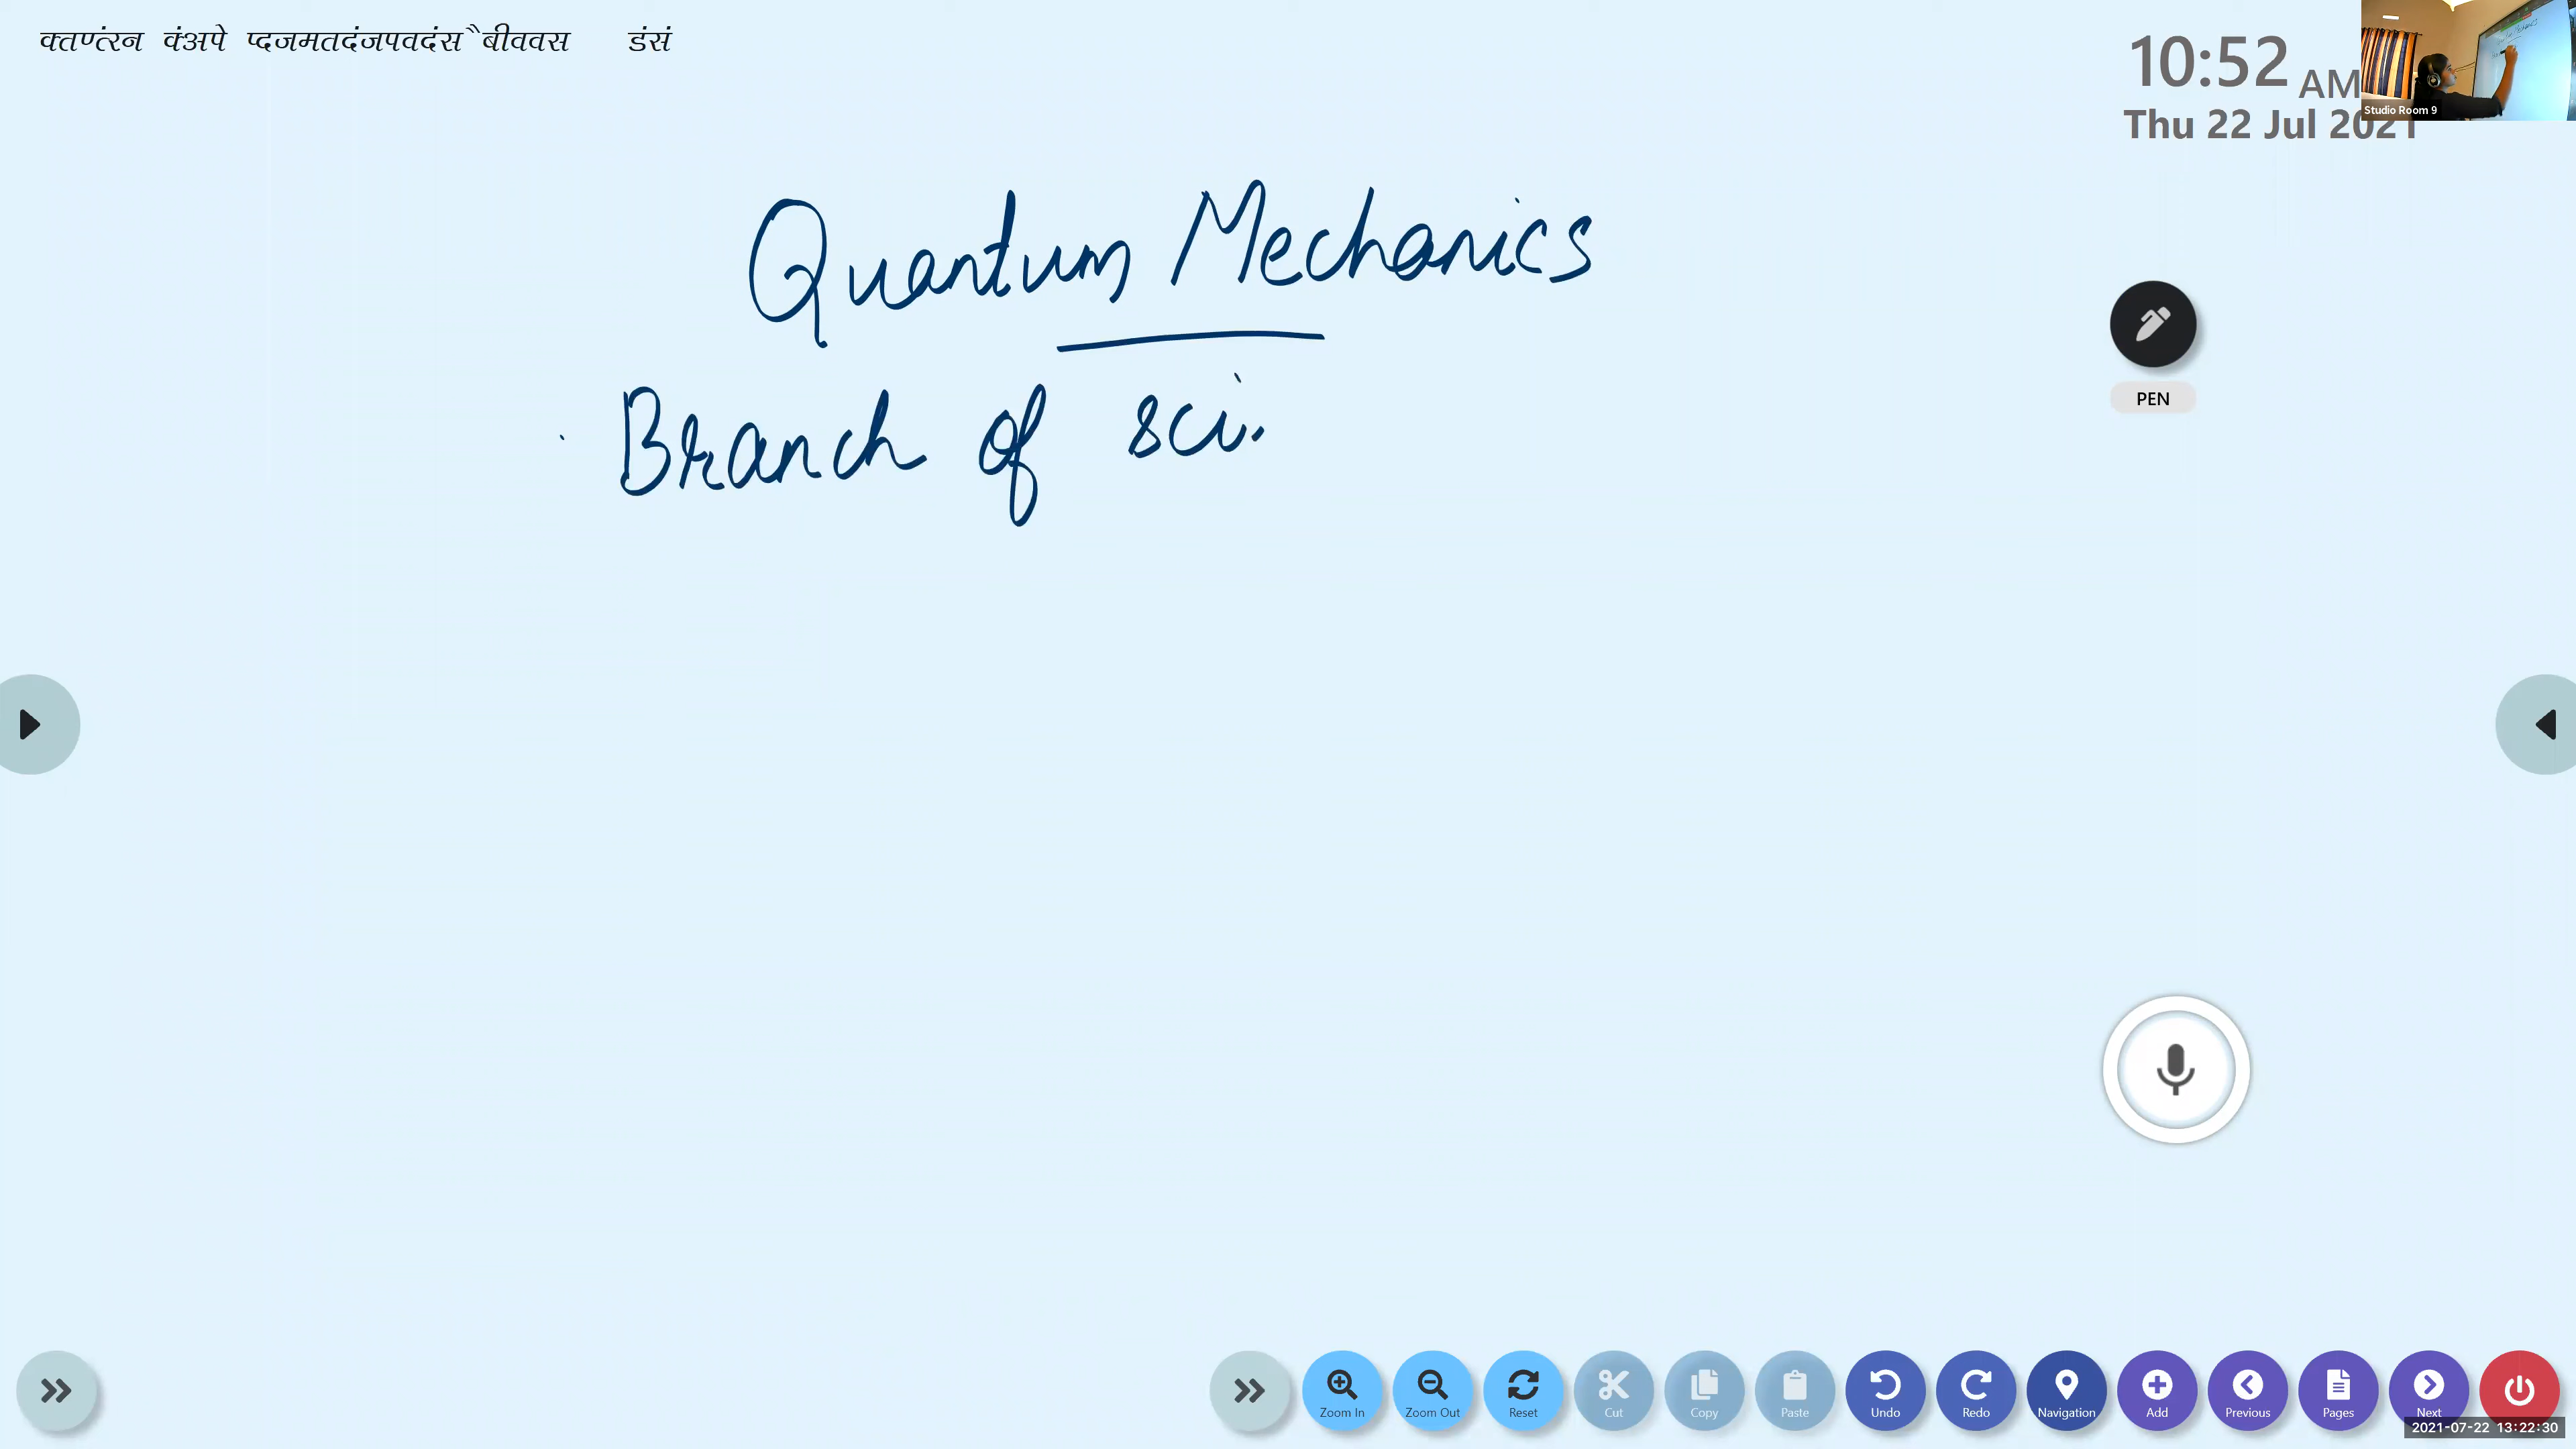 क्तण्त्ंरन क्ंअपे प्दजमतदंजपवदंस ैबीववस डंसं
10:52 AM
Studio Room 9
Thu 22 Jul 2021
Quantum Mechanics
Branch of sci.
PEN
Zoom In Zoom Out Reset Cut Copy Paste Undo Redo Navigation Add Previous Pages Next
2021-07-22 13:22:30